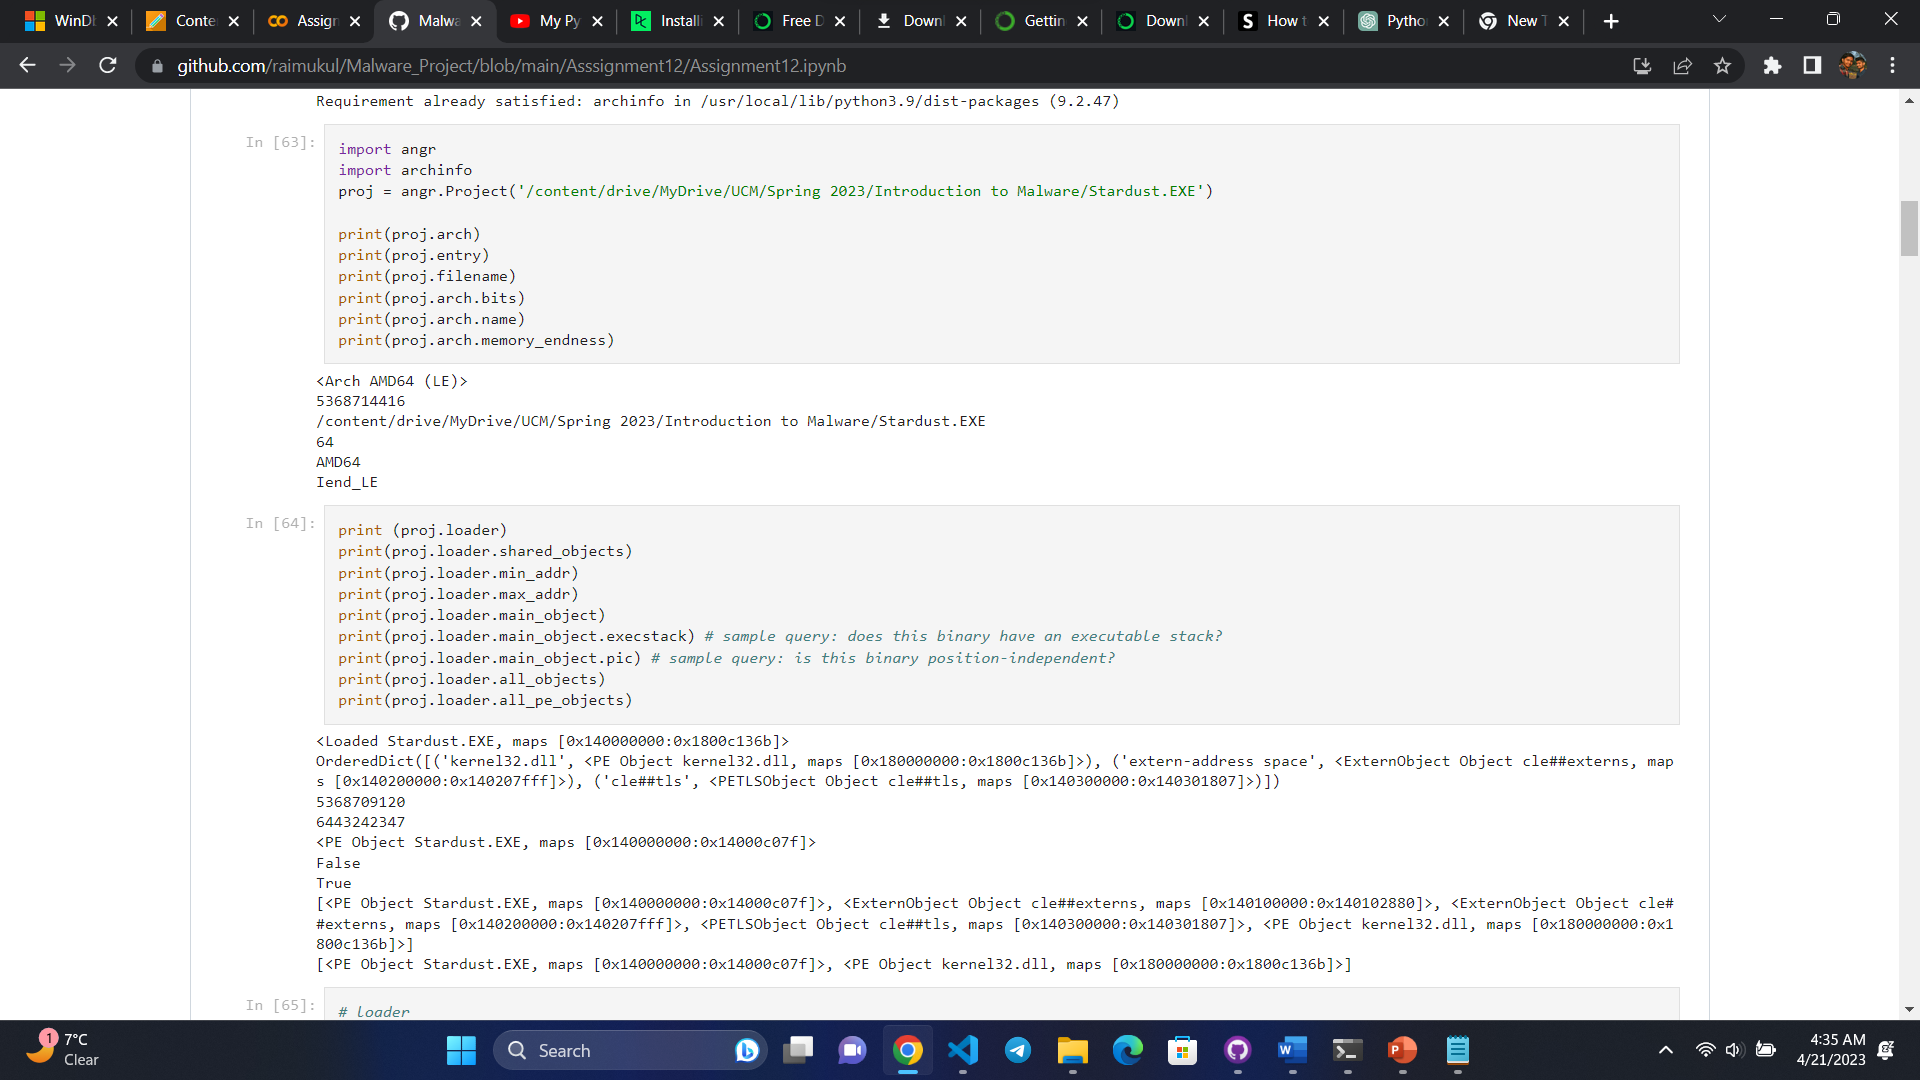 WinD
Conte
Assign
Malwa
My Py
Install
Free D
Downl
Gettin
Downl
How t
Pytho
New T
github.com/raimukul/Malware_Project/blob/main/Asssignment12/Assignment12.ipynb
Requirement already satisfied: archinfo in /usr/local/lib/python3.9/dist-packages (9.2.47)
In [63]:
import angr
import archinfo
proj = angr.Project('/content/drive/MyDrive/UCM/Spring 2023/Introduction to Malware/Stardust.EXE')
print(proj.arch)
print(proj.entry)
print(proj.filename)
print(proj.arch.bits)
print(proj.arch.name)
print(proj.arch.memory_endness)
<Arch AMD64 (LE)>
5368714416
/content/drive/MyDrive/UCM/Spring 2023/Introduction to Malware/Stardust.EXE
64
AMD64
Iend_LE
In [64]:
print (proj.loader)
print(proj.loader.shared_objects)
print(proj.loader.min_addr)
print(proj.loader.max_addr)
print(proj.loader.main_object)
print(proj.loader.main_object.execstack) # sample query: does this binary have an executable stack?
print(proj.loader.main_object.pic) # sample query: is this binary position-independent?
print(proj.loader.all_objects)
print(proj.loader.all_pe_objects)
<Loaded Stardust.EXE, maps [0x140000000:0x1800c136b]>
OrderedDict([('kernel32.dll', <PE Object kernel32.dll, maps [0x180000000:0x1800c136b]>), ('extern-address space', <ExternObject Object cle##externs, map
s [0x140200000:0x140207fff]>), ('cle##tls', <PETLSObject Object cle##tls, maps [0x140300000:0x140301807]>)])
5368709120
6443242347
<PE Object Stardust.EXE, maps [0x140000000:0x14000c07f]>
False
True
[<PE Object Stardust.EXE, maps [0x140000000:0x14000c07f]>, <ExternObject Object cle##externs, maps [0x140100000:0x140102880]>, <ExternObject Object cle#
#externs, maps [0x140200000:0x140207fff]>, <PETLSObject Object cle##tls, maps [0x140300000:0x140301807]>, <PE Object kernel32.dll, maps [0x180000000:0x1
800c136b]>]
[<PE Object Stardust.EXE, maps [0x140000000:0x14000c07f]>, <PE Object kernel32.dll, maps [0x180000000:0x1800c136b]>]
In [65]:
# loader
1
7°C
Clear
Search
4:35 AM
4/21/2023